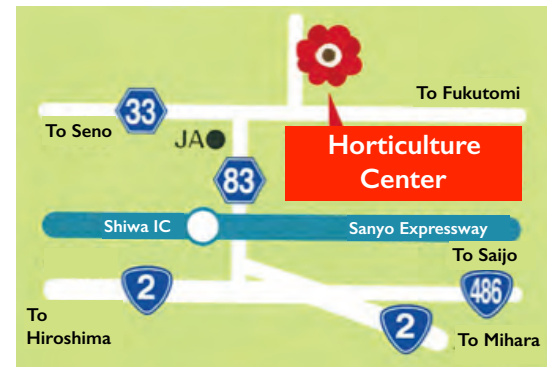 To Fukutomi
33
To Seno
JA
Horticulture
Center
83
Shiwa IC
Sanyo Expressway
To Saijo
2
486
To
Hiroshima
2
To Mihara